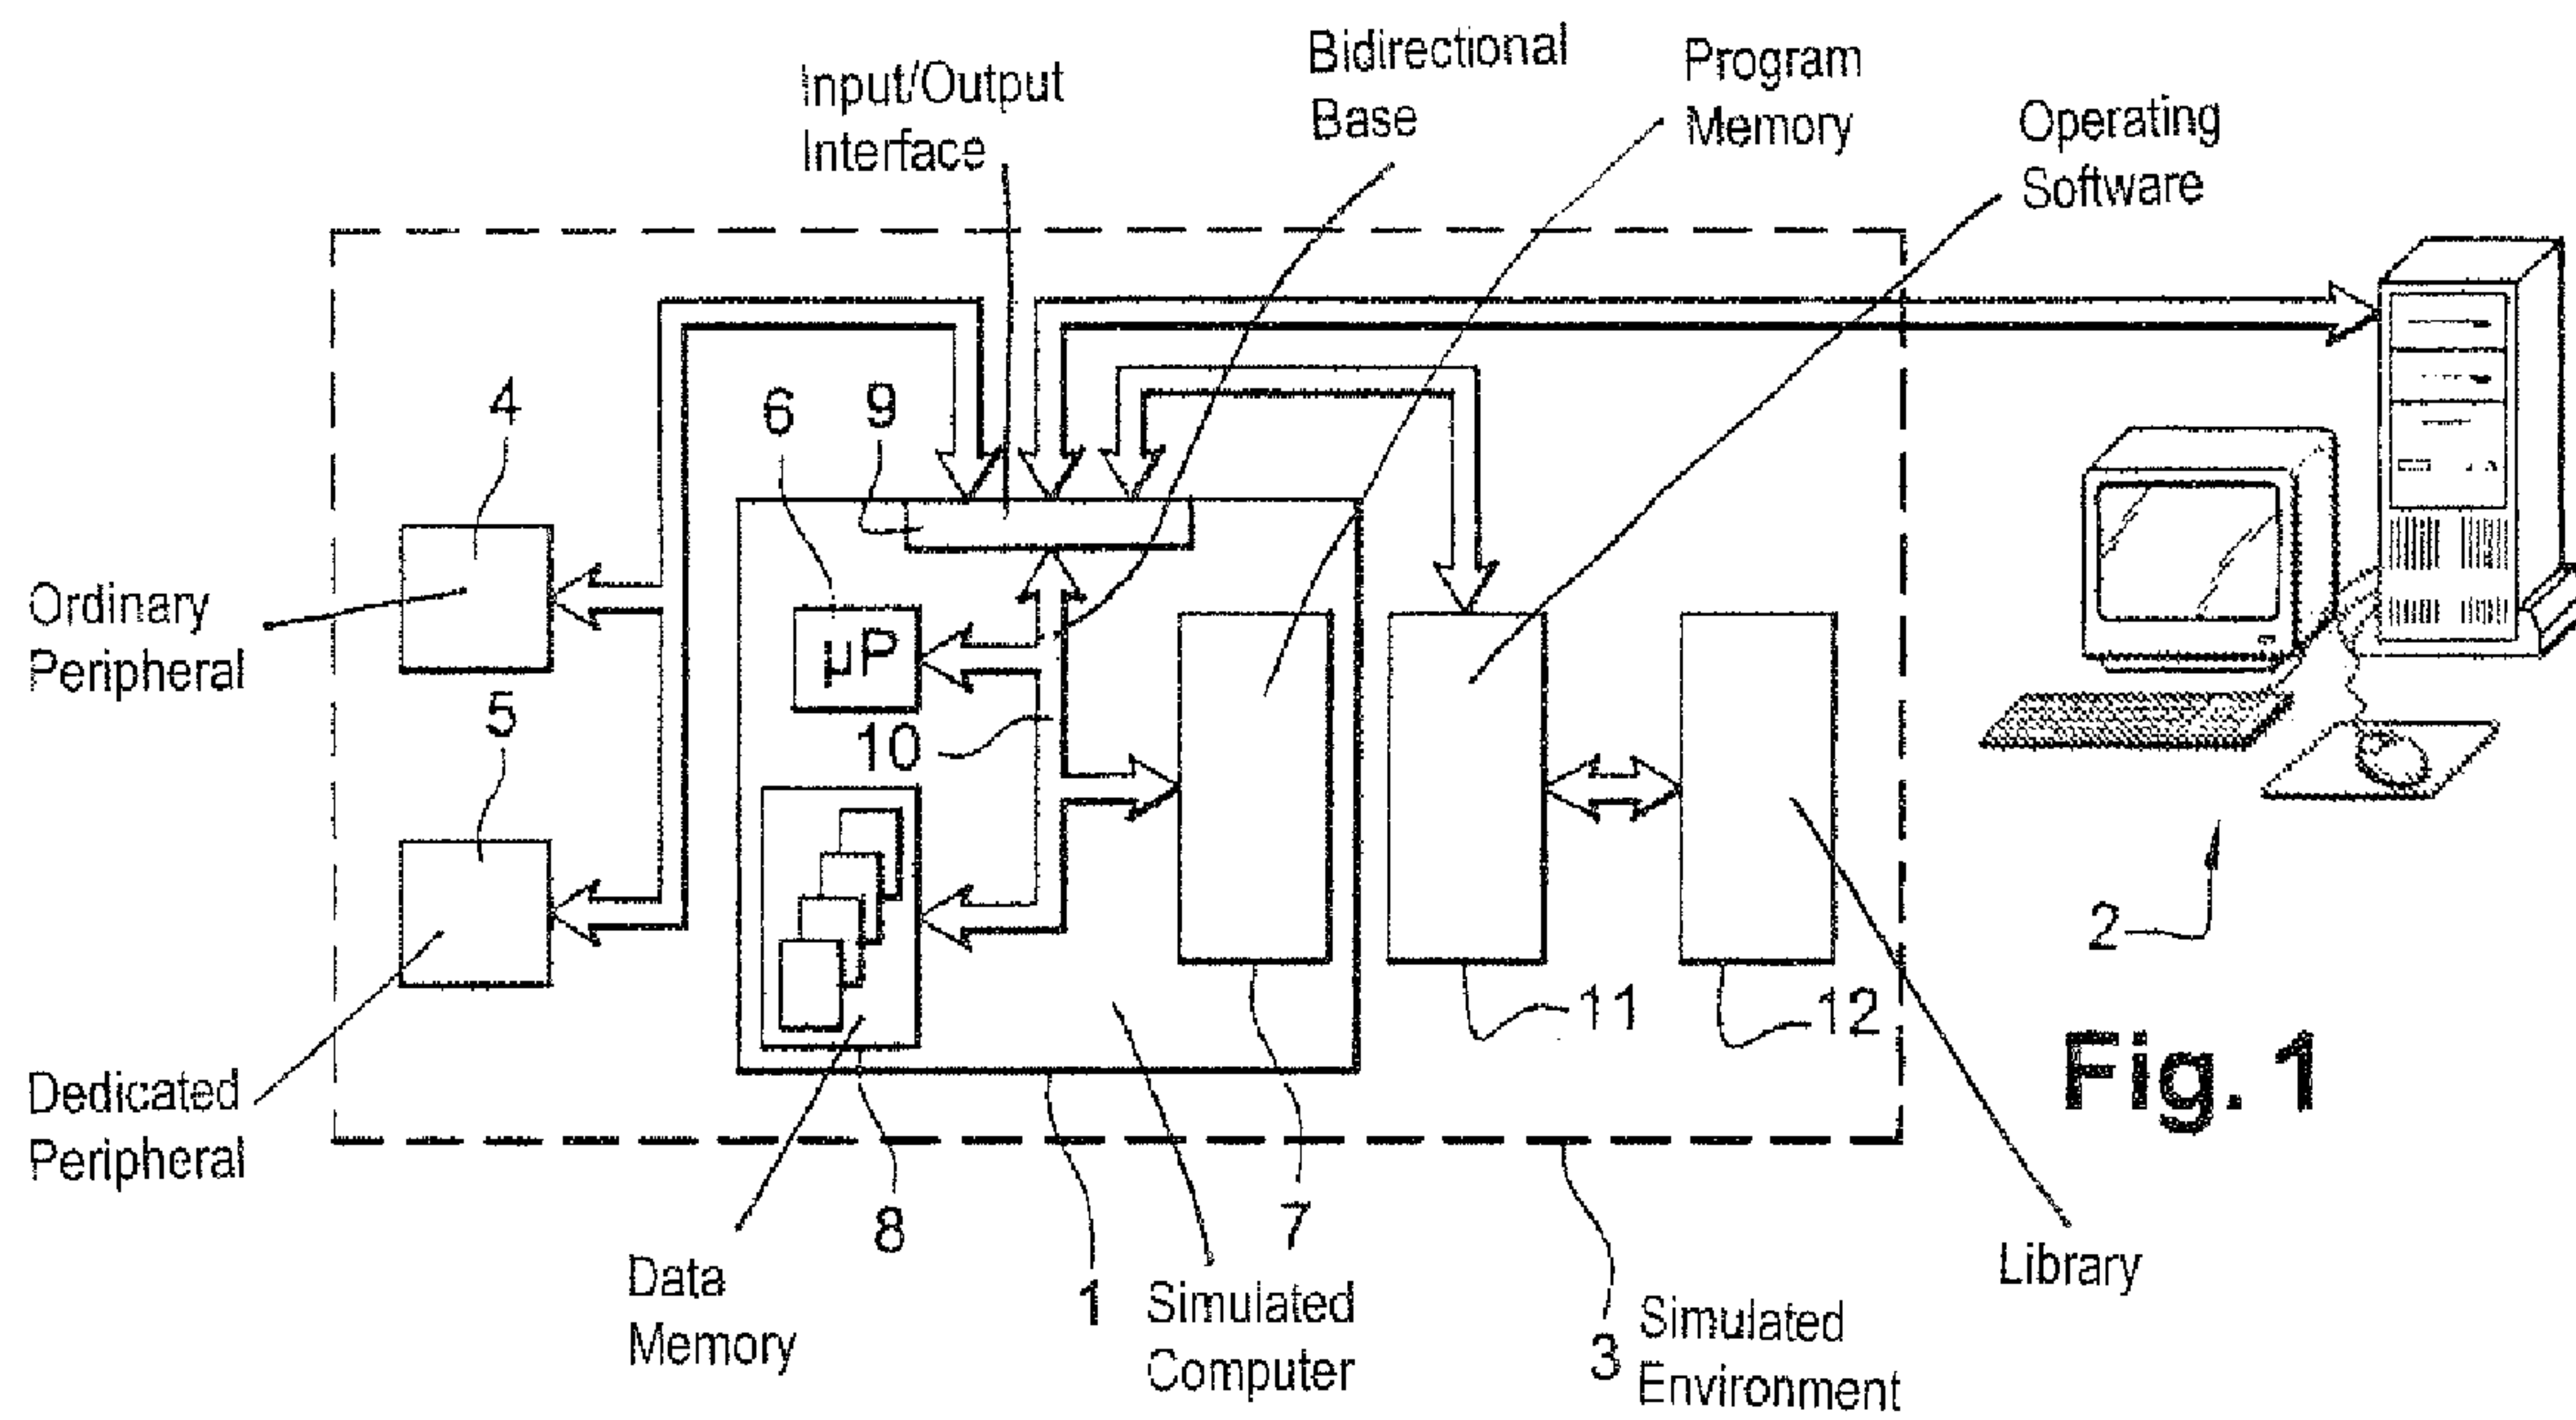 Input/Output
Interface
Bidirectional
Base
Program
Memory
Operating
Software
4
6
9
Ordinary
Peripheral
µP
5
10
2
11
12
Fig. 1
Dedicated
Peripheral
8
7
Data
Memory
1
Simulated
Computer
3
Simulated
Environment
Library